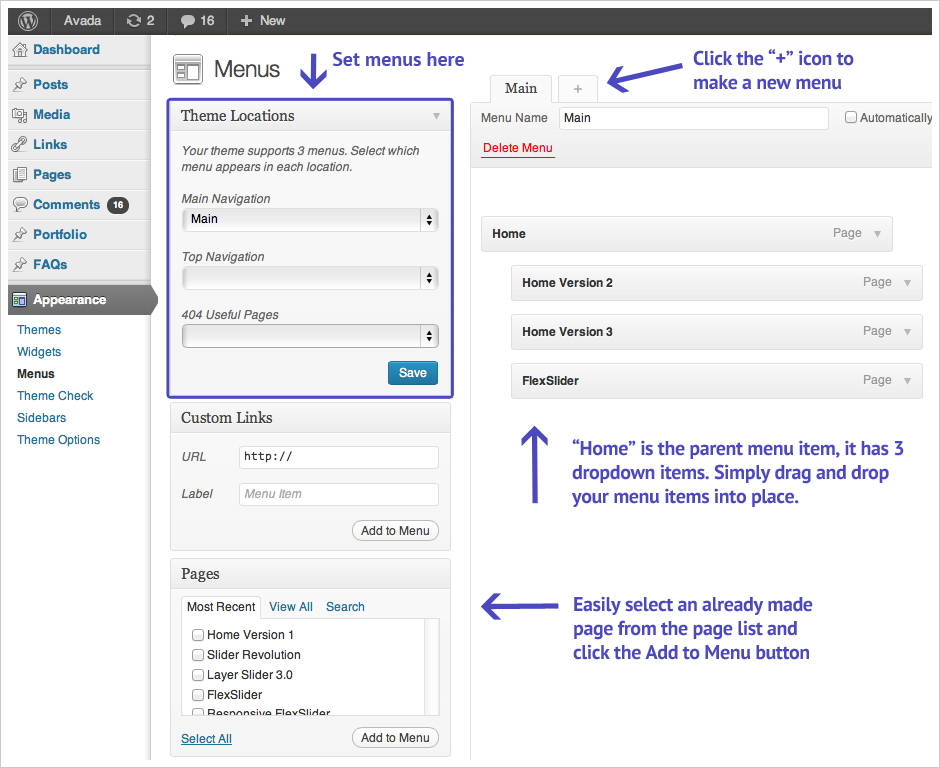 Avada 2 16 + New
Dashboard
Posts
Media
Links
Pages
Comments 16
Portfolio
FAQs
Appearance
Themes
Widgets
Menus
Theme Check
Sidebars
Theme Options
Menus
Set menus here
Theme Locations
Your theme supports 3 menus. Select which
menu appears in each location.
Main Navigation
Main
Top Navigation
404 Useful Pages
Save
Custom Links
URL http://
Label Menu Item
Add to Menu
Pages
Most Recent View All Search
Home Version 1
Slider Revolution
Layer Slider 3.0
FlexSlider
Responsive FlexSlider
Select All Add to Menu
Click the “+” icon to
make a new menu
Main +
Menu Name Main Automatically
Delete Menu
Home Page
Home Version 2 Page
Home Version 3 Page
FlexSlider Page
“Home” is the parent menu item, it has 3
dropdown items. Simply drag and drop
your menu items into place.
Easily select an already made
page from the page list and
click the Add to Menu button